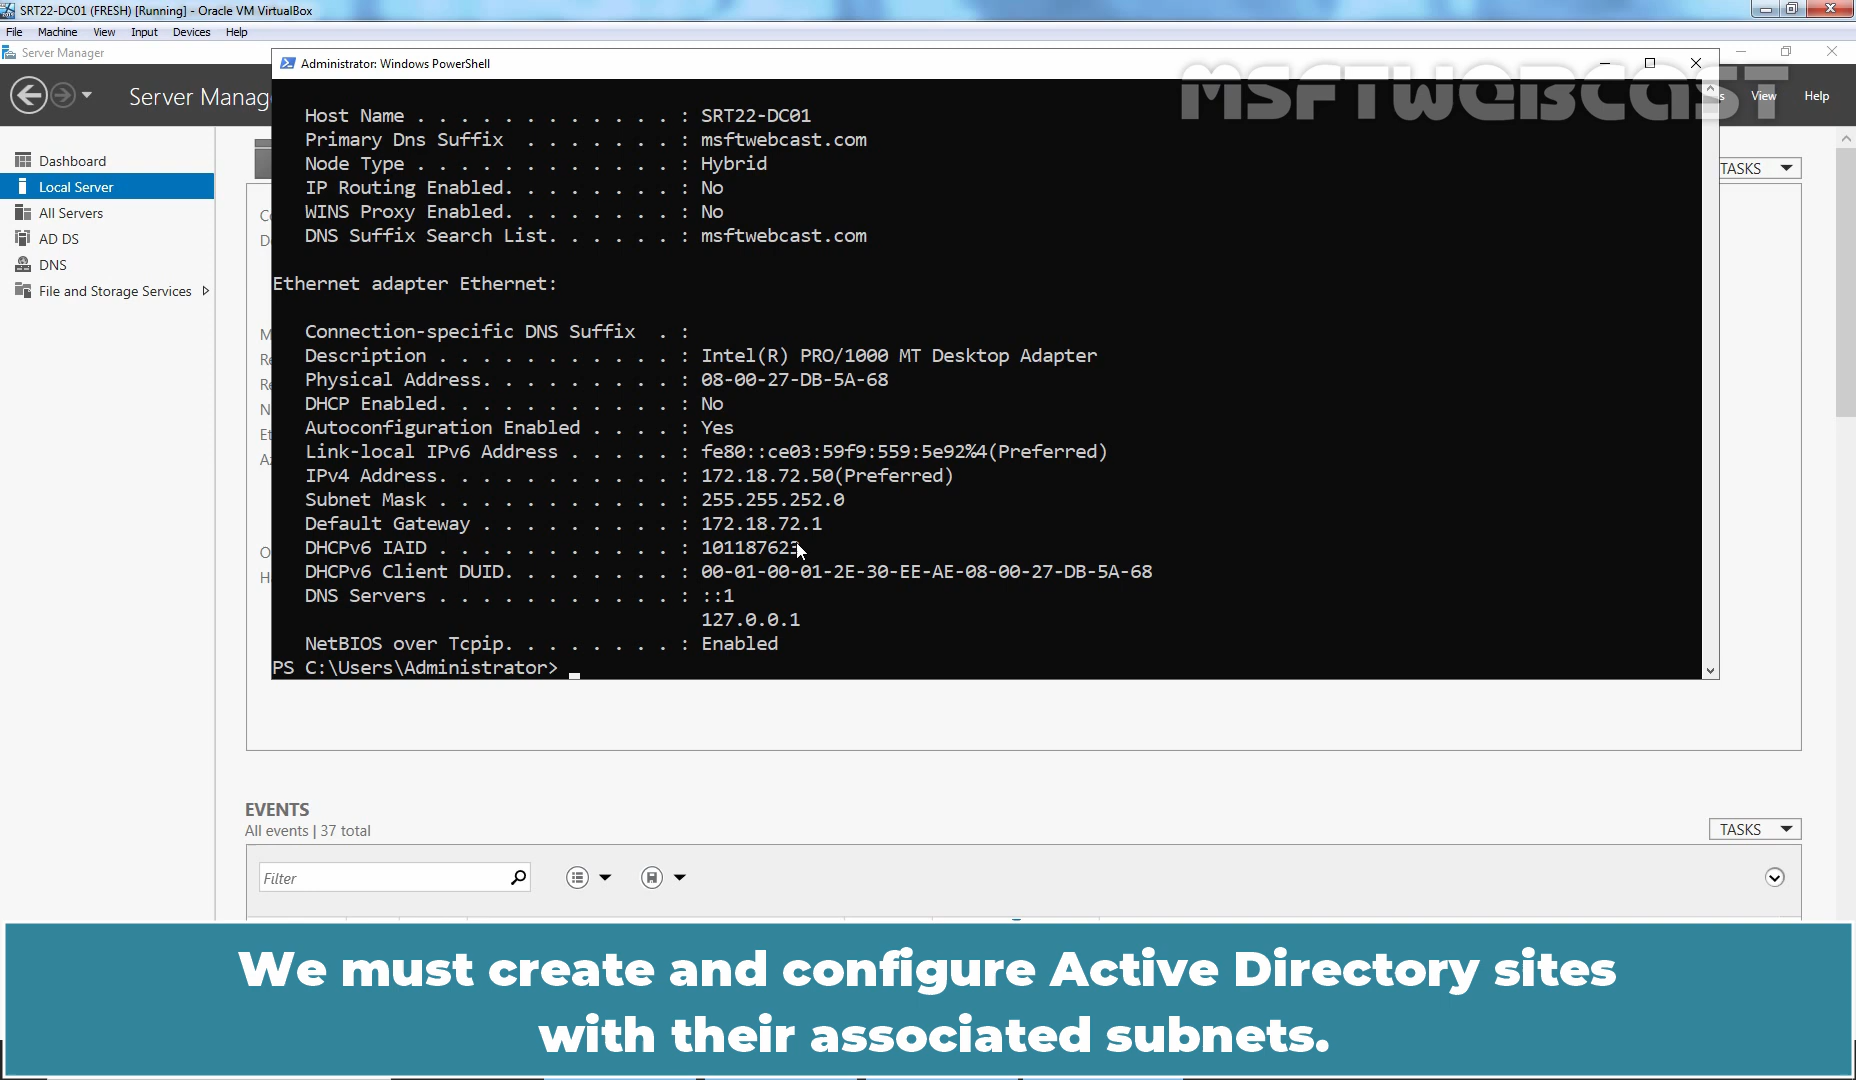 SRT22-DC01 (FRESH) [Running] - Oracle VM VirtualBox
File Machine View Input Devices Help
Server Manager
Administrator: Windows PowerShell
MSFTWEBCAST
Server Manag
View Help
Dashboard
Local Server
All Servers
AD DS
DNS
File and Storage Services
TASKS
Host Name . . . . . . . . . . . . : SRT22-DC01
Primary Dns Suffix . . . . . . . : msftwebcast.com
Node Type . . . . . . . . . . . . : Hybrid
IP Routing Enabled. . . . . . . . : No
WINS Proxy Enabled. . . . . . . . : No
DNS Suffix Search List. . . . . . : msftwebcast.com
Ethernet adapter Ethernet:
Connection-specific DNS Suffix . :
Description . . . . . . . . . . . : Intel(R) PRO/1000 MT Desktop Adapter
Physical Address. . . . . . . . . : 08-00-27-DB-5A-68
DHCP Enabled. . . . . . . . . . . : No
Autoconfiguration Enabled . . . . : Yes
Link-local IPv6 Address . . . . . : fe80::ce03:59f9:559:5e92%4(Preferred)
IPv4 Address. . . . . . . . . . . : 172.18.72.50(Preferred)
Subnet Mask . . . . . . . . . . . : 255.255.252.0
Default Gateway . . . . . . . . . : 172.18.72.1
DHCPv6 IAID . . . . . . . . . . . : 101187623
DHCPv6 Client DUID. . . . . . . . : 00-01-00-01-2E-30-EE-AE-08-00-27-DB-5A-68
DNS Servers . . . . . . . . . . . : ::1
127.0.0.1
NetBIOS over Tcpip. . . . . . . . : Enabled
PS C:\Users\Administrator>
EVENTS
All events | 37 total
TASKS
Filter
We must create and configure Active Directory sites
with their associated subnets.